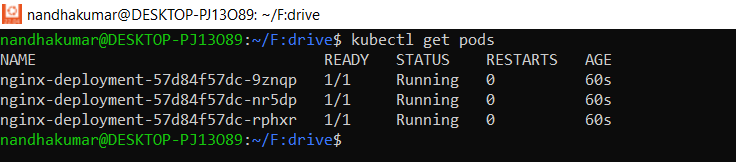 nandhakumar@DESKTOP-PJ13O89: ~/F:drive
nandhakumar@DESKTOP-PJ13O89:~/F:drive$ kubectl get pods
NAME READY STATUS RESTARTS AGE
nginx-deployment-57d84f57dc-9znqp 1/1 Running 0 60s
nginx-deployment-57d84f57dc-nr5dp 1/1 Running 0 60s
nginx-deployment-57d84f57dc-rphxr 1/1 Running 0 60s
nandhakumar@DESKTOP-PJ13O89:~/F:drive$